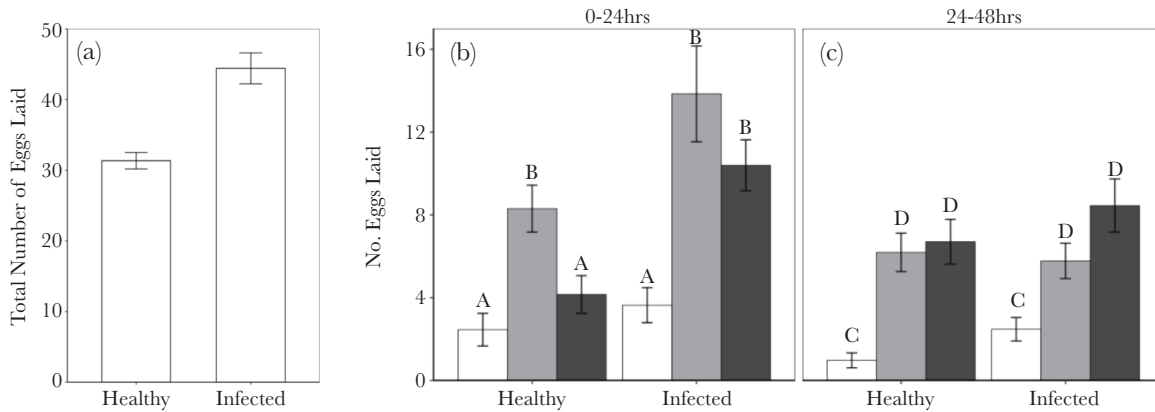 0-24hrs
24-48hrs
(a)
(b)
(c)
Total Number of Eggs Laid
50
40
30
20
10
0
Healthy
Infected
No. Eggs Laid
16
12
8
4
0
A
B
A
A
B
B
Healthy
Infected
C
D
D
C
D
D
Healthy
Infected